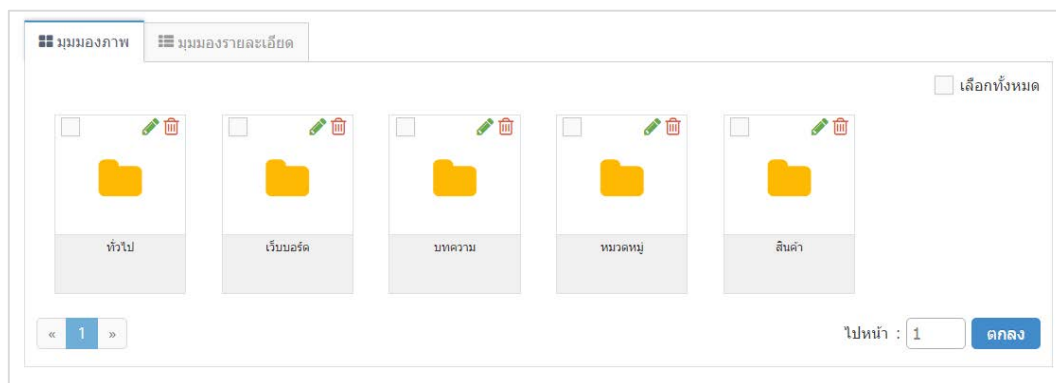 มุมมองภาพ มุมมองรายละเอียด
เลือกทั้งหมด
ทั่วไป เว็บบอร์ด บทความ หมวดหมู่ สินค้า
« 1 » ไปหน้า : 1 ตกลง